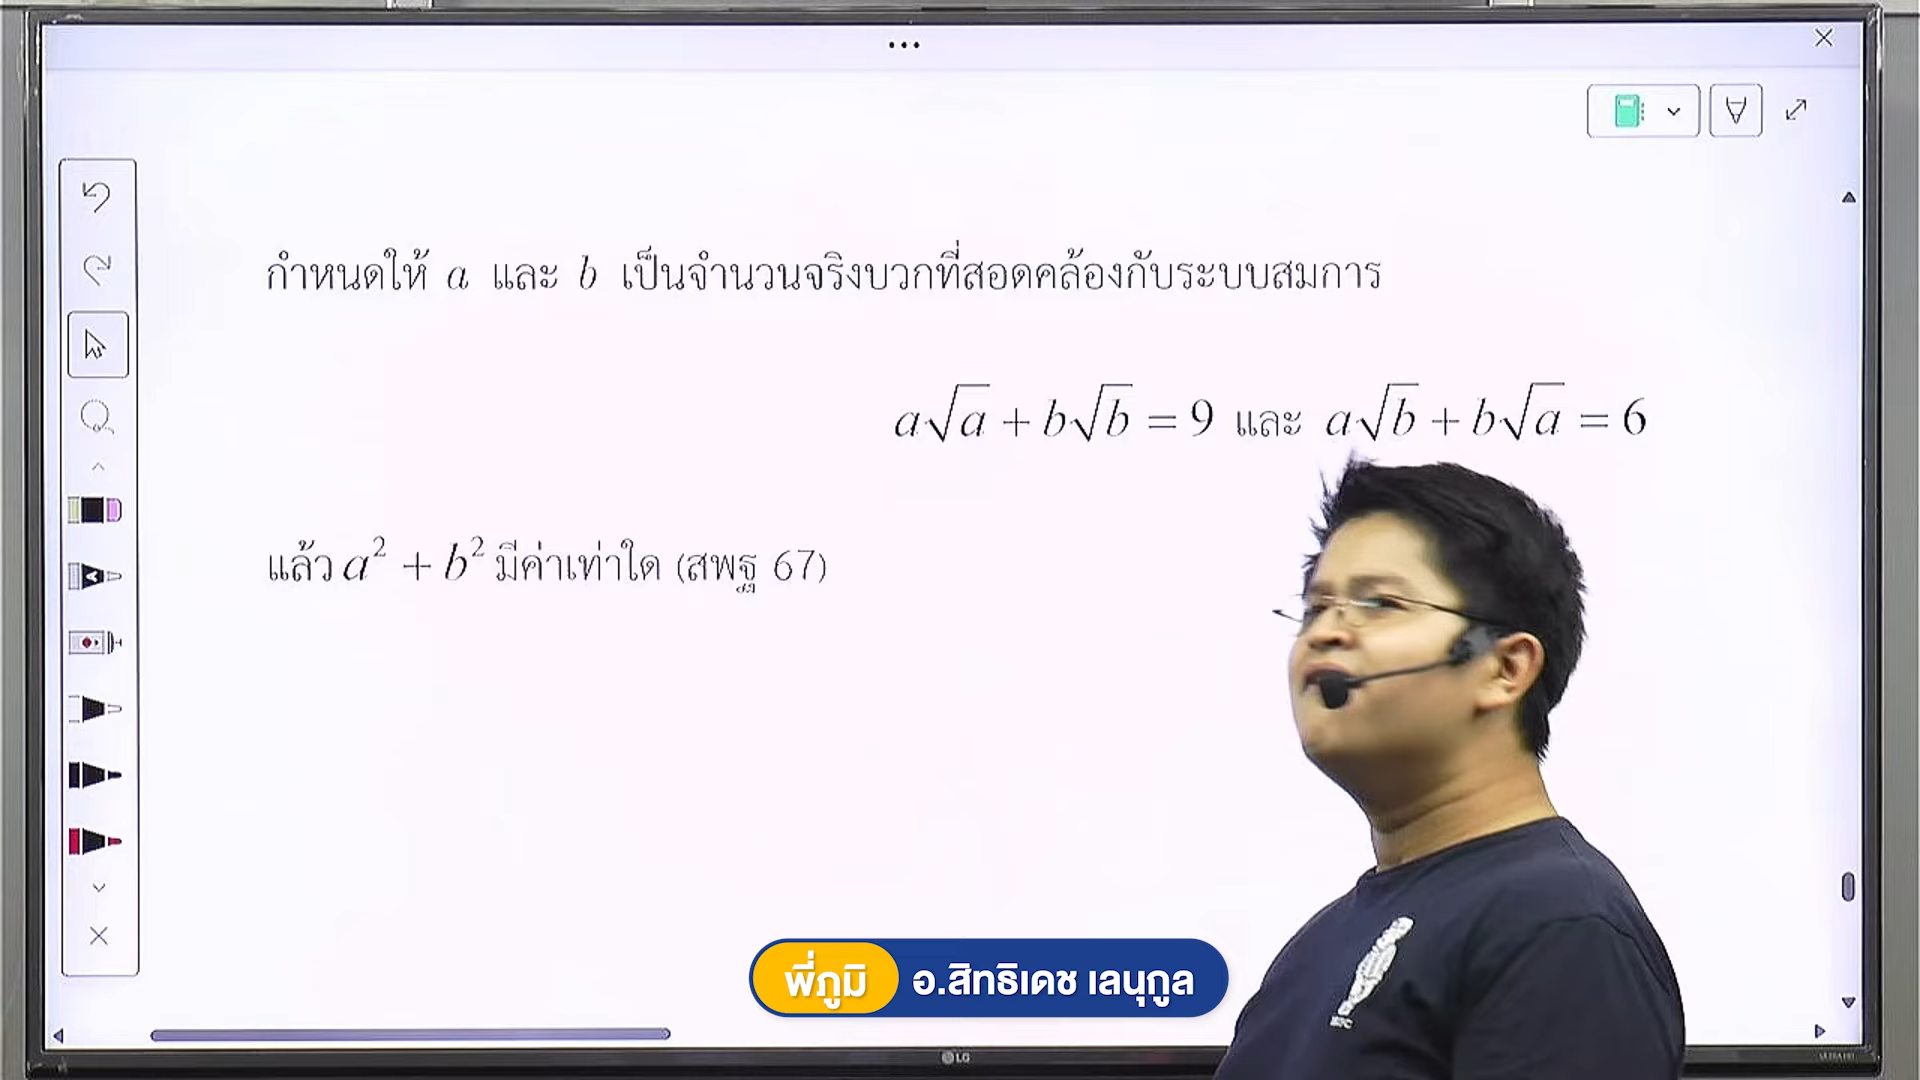 กำหนดให้ a และ b เป็นจำนวนจริงบวกที่สอดคล้องกับระบบสมการ
a√a + b√b = 9 และ a√b + b√a = 6
แล้ว a² + b² มีค่าเท่าใด (สพฐ 67)
พี่ภูมิ อ.สิทธิเดช เลนุกูล
LG